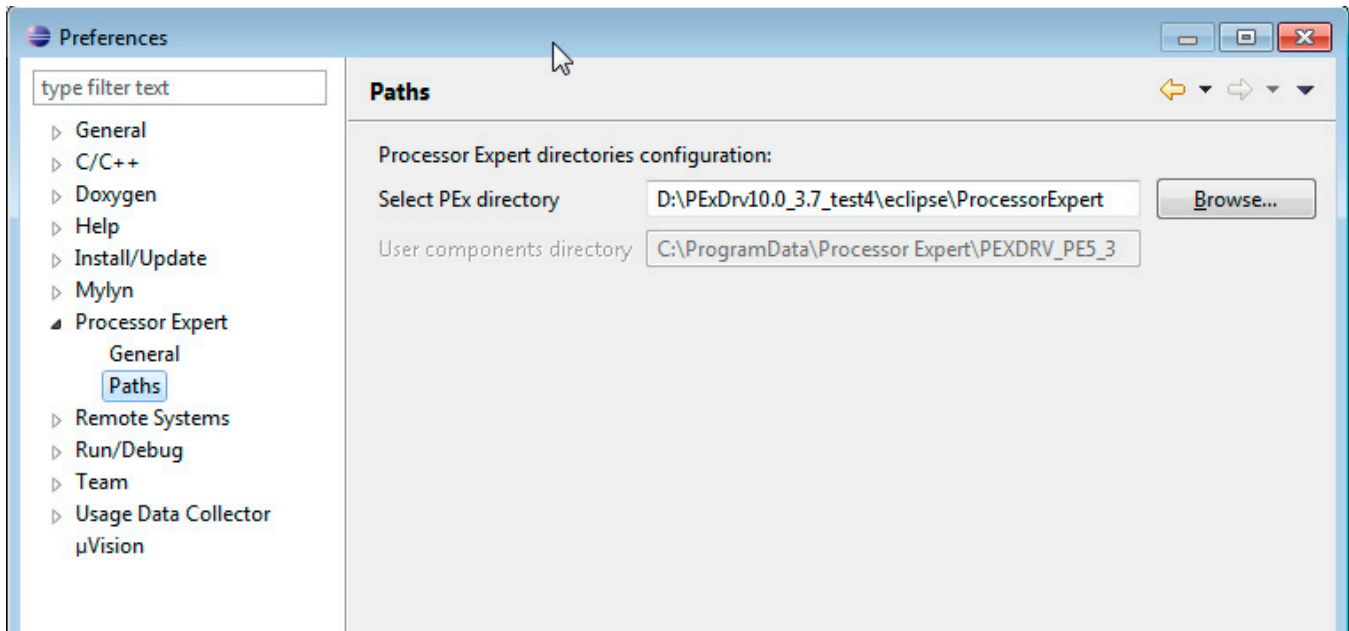 Preferences
type filter text
General
C/C++
Doxygen
Help
Install/Update
Mylyn
Processor Expert
General
Paths
Remote Systems
Run/Debug
Team
Usage Data Collector
µVision
Paths
Processor Expert directories configuration:
Select PEx directory D:\PExDrv10.0_3.7_test4\eclipse\ProcessorExpert Browse...
User components directory C:\ProgramData\Processor Expert\PEXDRV_PE5_3